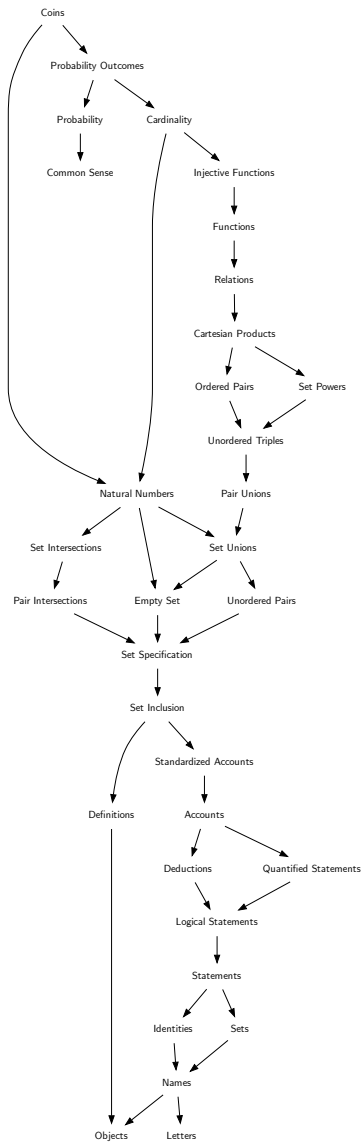 Coins
Probability Outcomes
Probability
Cardinality
Common Sense
Injective Functions
Functions
Relations
Cartesian Products
Ordered Pairs
Set Powers
Unordered Triples
Natural Numbers
Pair Unions
Set Intersections
Set Unions
Pair Intersections
Empty Set
Unordered Pairs
Set Specification
Set Inclusion
Standardized Accounts
Definitions
Accounts
Deductions
Quantified Statements
Logical Statements
Statements
Identities
Sets
Names
Objects
Letters